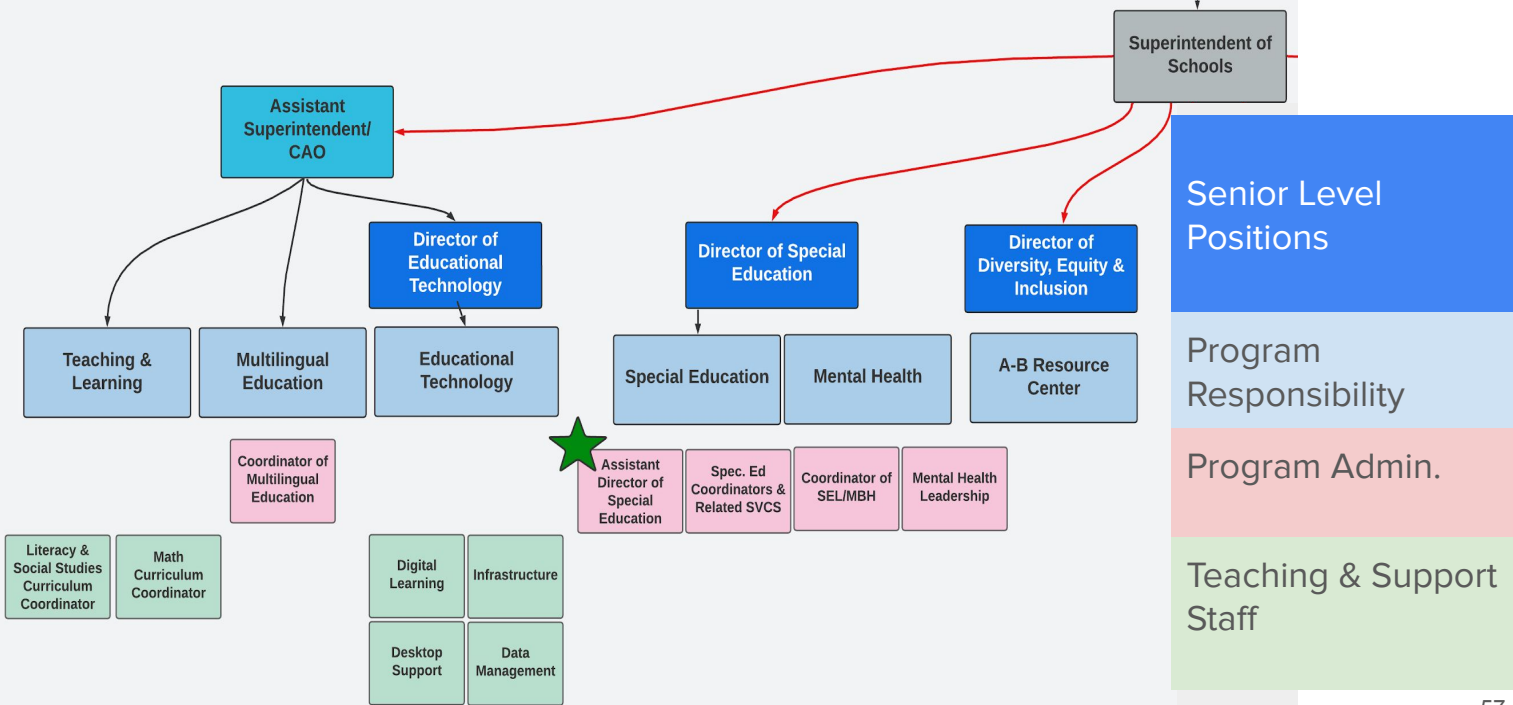 Superintendent of
Schools
Assistant
Superintendent/
CAO
Director of
Educational
Technology
Director of Special
Education
Director of
Diversity, Equity &
Inclusion
Senior Level
Positions
Teaching &
Learning
Multilingual
Education
Educational
Technology
Special Education
Mental Health
A-B Resource
Center
Program
Responsibility
Coordinator of
Multilingual
Education
Assistant
Director of
Special
Education
Spec. Ed
Coordinators &
Related SVCS
Coordinator of
SEL/MBH
Mental Health
Leadership
Program Admin.
Literacy &
Social Studies
Curriculum
Coordinator
Math
Curriculum
Coordinator
Digital
Learning
Infrastructure
Desktop
Support
Data
Management
Teaching & Support
Staff
57